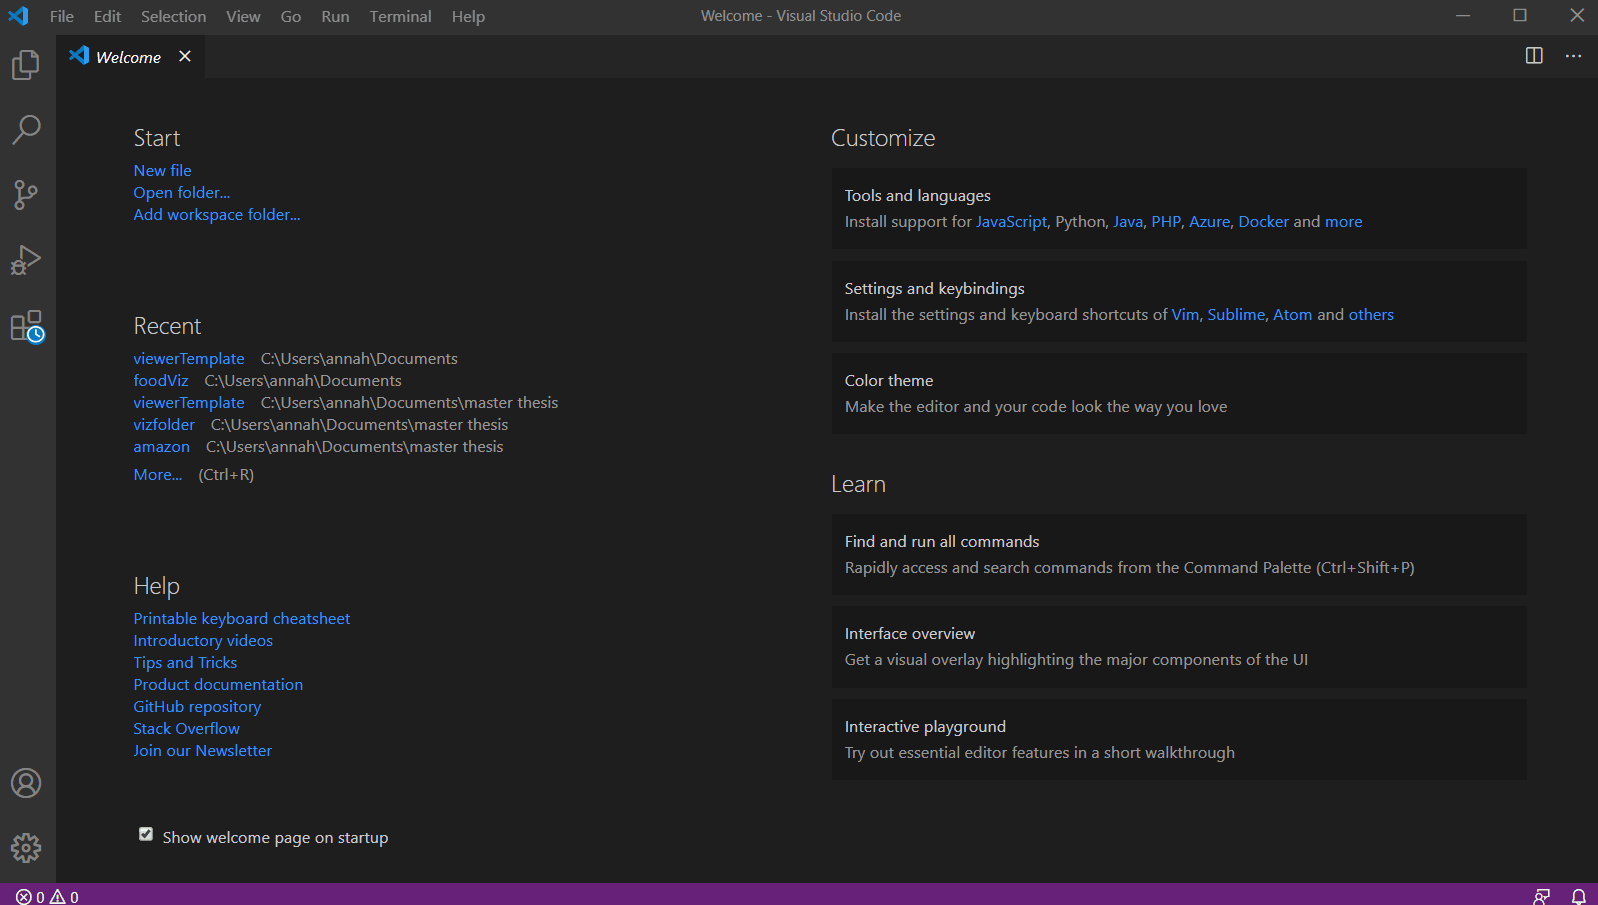 File Edit Selection View Go Run Terminal Help
Welcome - Visual Studio Code
Welcome
Start
New file
Open folder...
Add workspace folder...
Recent
viewerTemplate C:\Users\annah\Documents
foodViz C:\Users\annah\Documents
viewerTemplate C:\Users\annah\Documents\master thesis
vizfolder C:\Users\annah\Documents\master thesis
amazon C:\Users\annah\Documents\master thesis
More... (Ctrl+R)
Help
Printable keyboard cheatsheet
Introductory videos
Tips and Tricks
Product documentation
GitHub repository
Stack Overflow
Join our Newsletter
Show welcome page on startup
Customize
Tools and languages
Install support for JavaScript, Python, Java, PHP, Azure, Docker and more
Settings and keybindings
Install the settings and keyboard shortcuts of Vim, Sublime, Atom and others
Color theme
Make the editor and your code look the way you love
Learn
Find and run all commands
Rapidly access and search commands from the Command Palette (Ctrl+Shift+P)
Interface overview
Get a visual overlay highlighting the major components of the UI
Interactive playground
Try out essential editor features in a short walkthrough
0 0